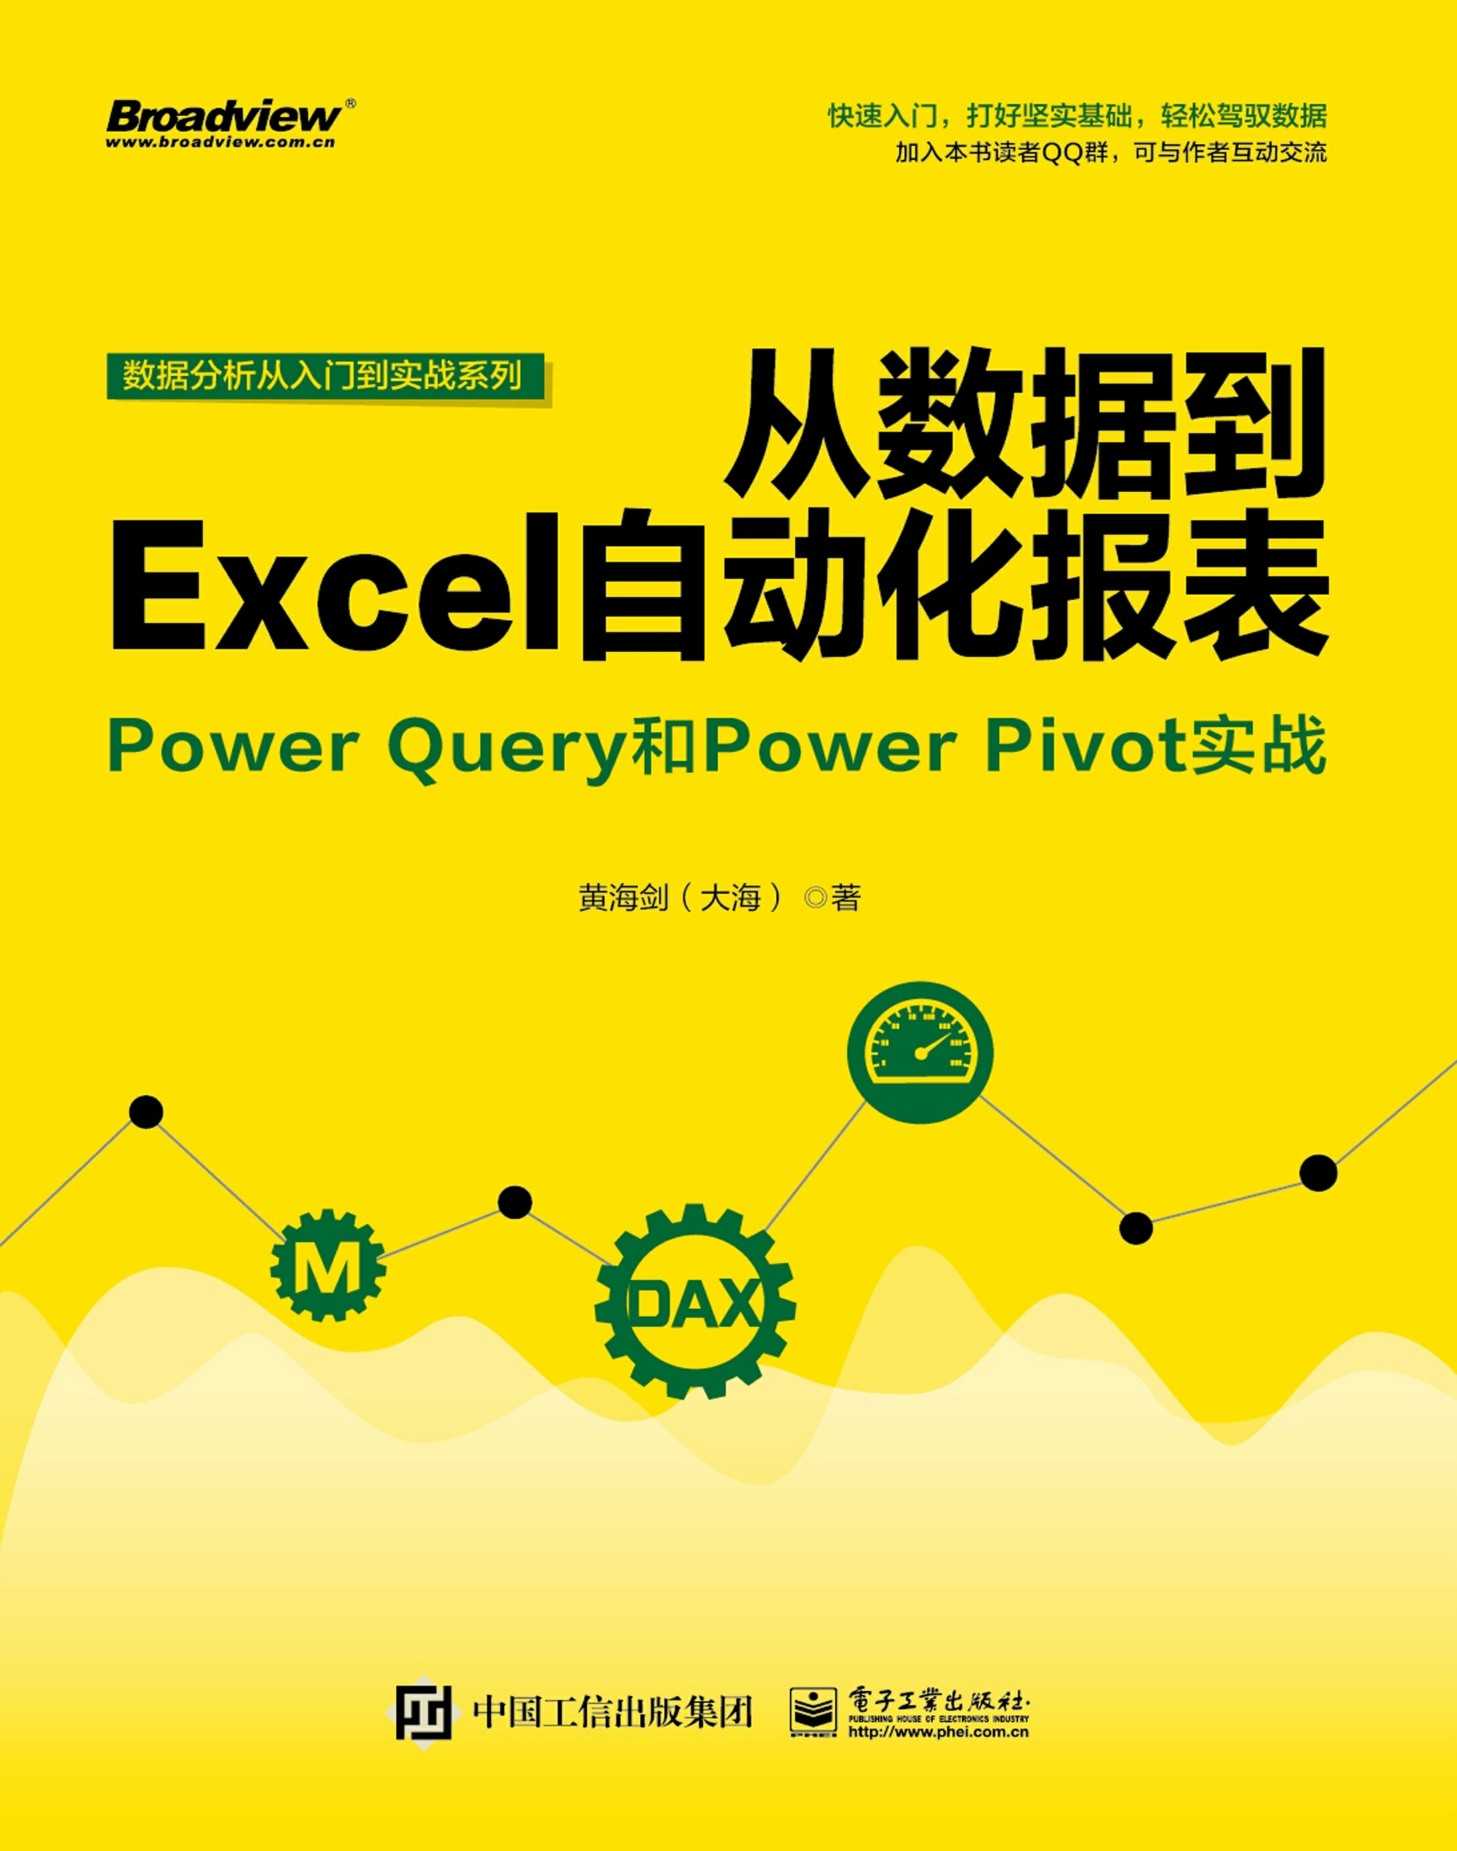 Broadview®
www.broadview.com.cn
快速入门，打好坚实基础，轻松驾驭数据
加入本书读者QQ群，可与作者互动交流
数据分析从入门到实战系列
从数据到
Excel自动化报表
Power Query和Power Pivot实战
黄海剑（大海）◎著
M
DAX
中国工信出版集团
電子工業出版社
PUBLISHING HOUSE OF ELECTRONICS INDUSTRY
http://www.phei.com.cn
PHEI